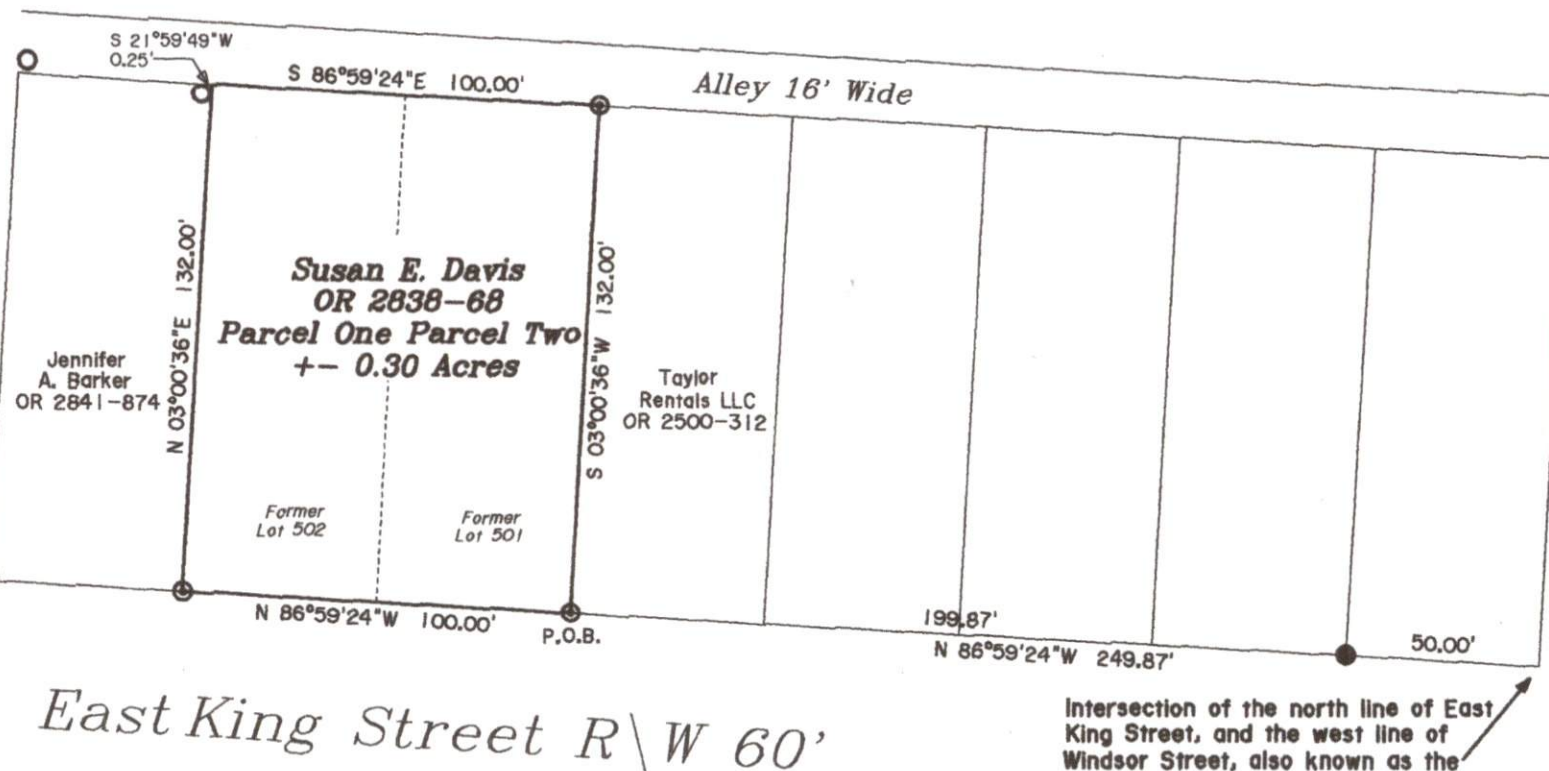 S 21°59'49"W
0.25'
S 86°59'24"E 100.00'
Alley 16' Wide
N 03°00'36"E 132.00'
Susan E. Davis
OR 2838-68
Parcel One Parcel Two
+- 0.30 Acres
S 03°00'36"W 132.00'
Jennifer
A. Barker
OR 2841-874
Taylor
Rentals LLC
OR 2500-312
Former
Lot 502
Former
Lot 501
N 86°59'24"W 100.00'
P.O.B.
199.87'
N 86°59'24"W 249.87'
50.00'
East King Street R\W 60'
Intersection of the north line of East
King Street, and the west line of
Windsor Street, also known as the